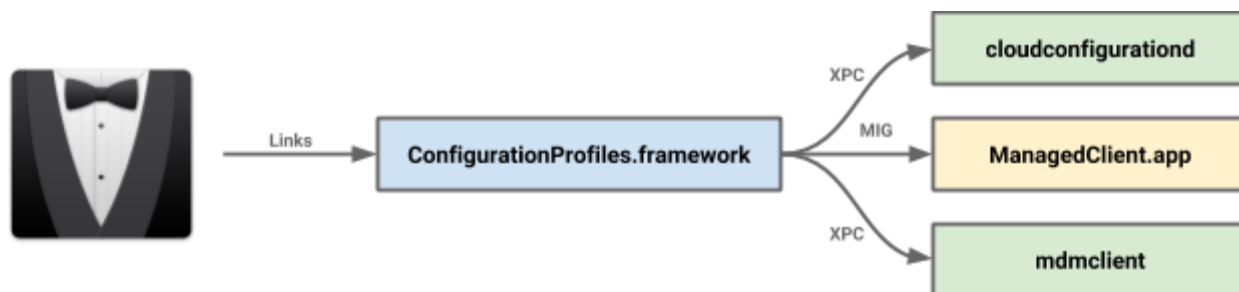 Links
ConfigurationProfiles.framework
XPC
cloudconfigurationd
MIG
ManagedClient.app
XPC
mdmclient